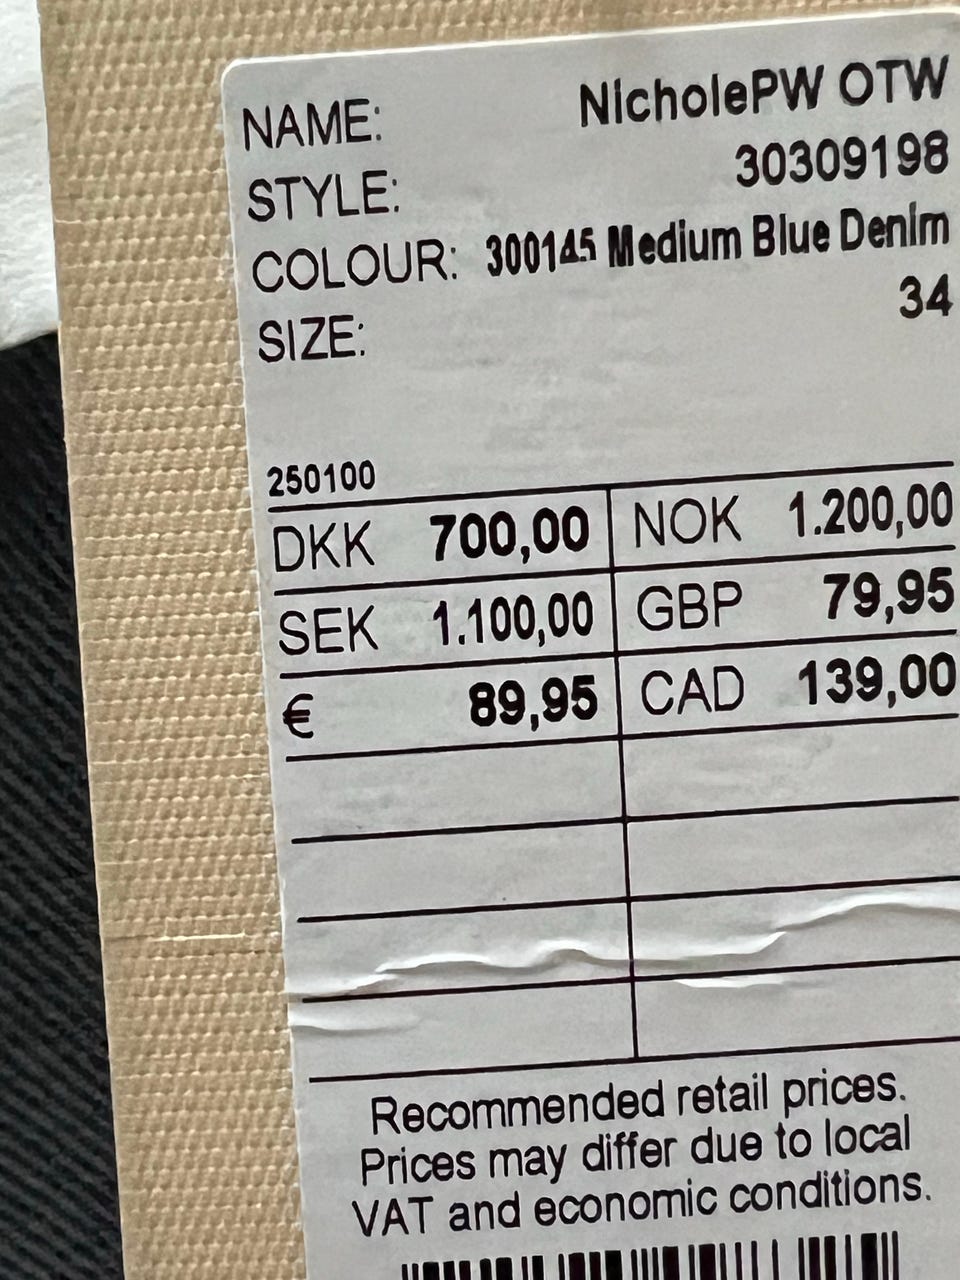 NAME: NicholePW OTW
STYLE: 30309198
COLOUR: 300145 Medium Blue Denim
SIZE: 34
250100
DKK 700,00 NOK 1.200,00
SEK 1.100,00 GBP 79,95
€ 89,95 CAD 139,00
Recommended retail prices.
Prices may differ due to local
VAT and economic conditions.